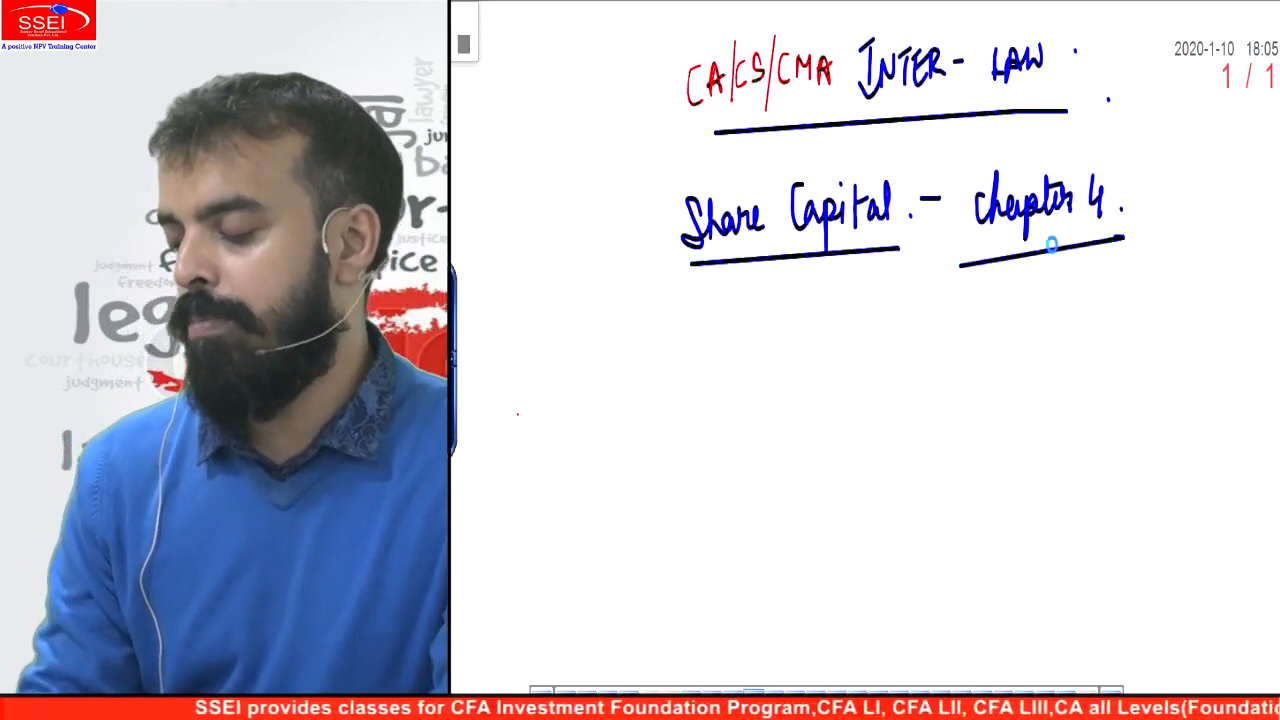 SSEI
A positive NPV Training Center
lawyer
legal
justice
judgment
freedom
leg
courthouse
judgment
CA/CS/CMA INTER - LAW
2020-1-10 18:05
1 / 1
Share Capital. - Chapter 4.
SSEI provides classes for CFA Investment Foundation Program,CFA LI, CFA LII, CFA LIII,CA all Levels(Foundatio